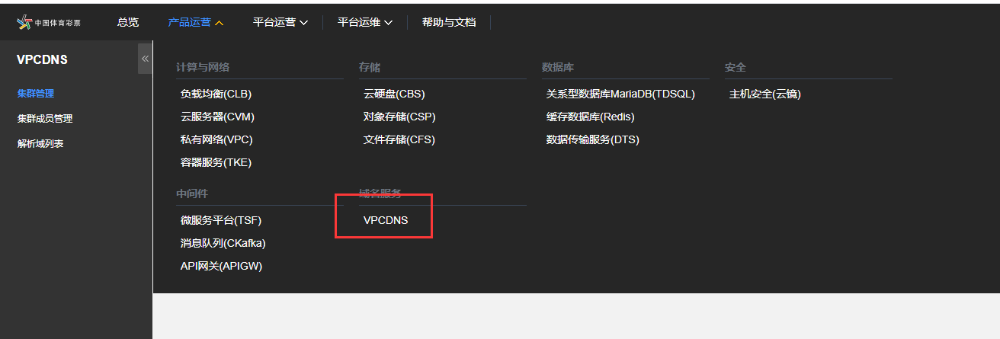 中国体育彩票 总览 产品运营 平台运营 平台运维 帮助与文档
VPCDNS
集群管理
集群成员管理
解析域列表
计算与网络
负载均衡(CLB)
云服务器(CVM)
私有网络(VPC)
容器服务(TKE)
存储
云硬盘(CBS)
对象存储(CSP)
文件存储(CFS)
数据库
关系型数据库MariaDB(TDSQL)
缓存数据库(Redis)
数据传输服务(DTS)
安全
主机安全(云镜)
中间件
微服务平台(TSF)
消息队列(CKafka)
API网关(APIGW)
域名服务
VPCDNS